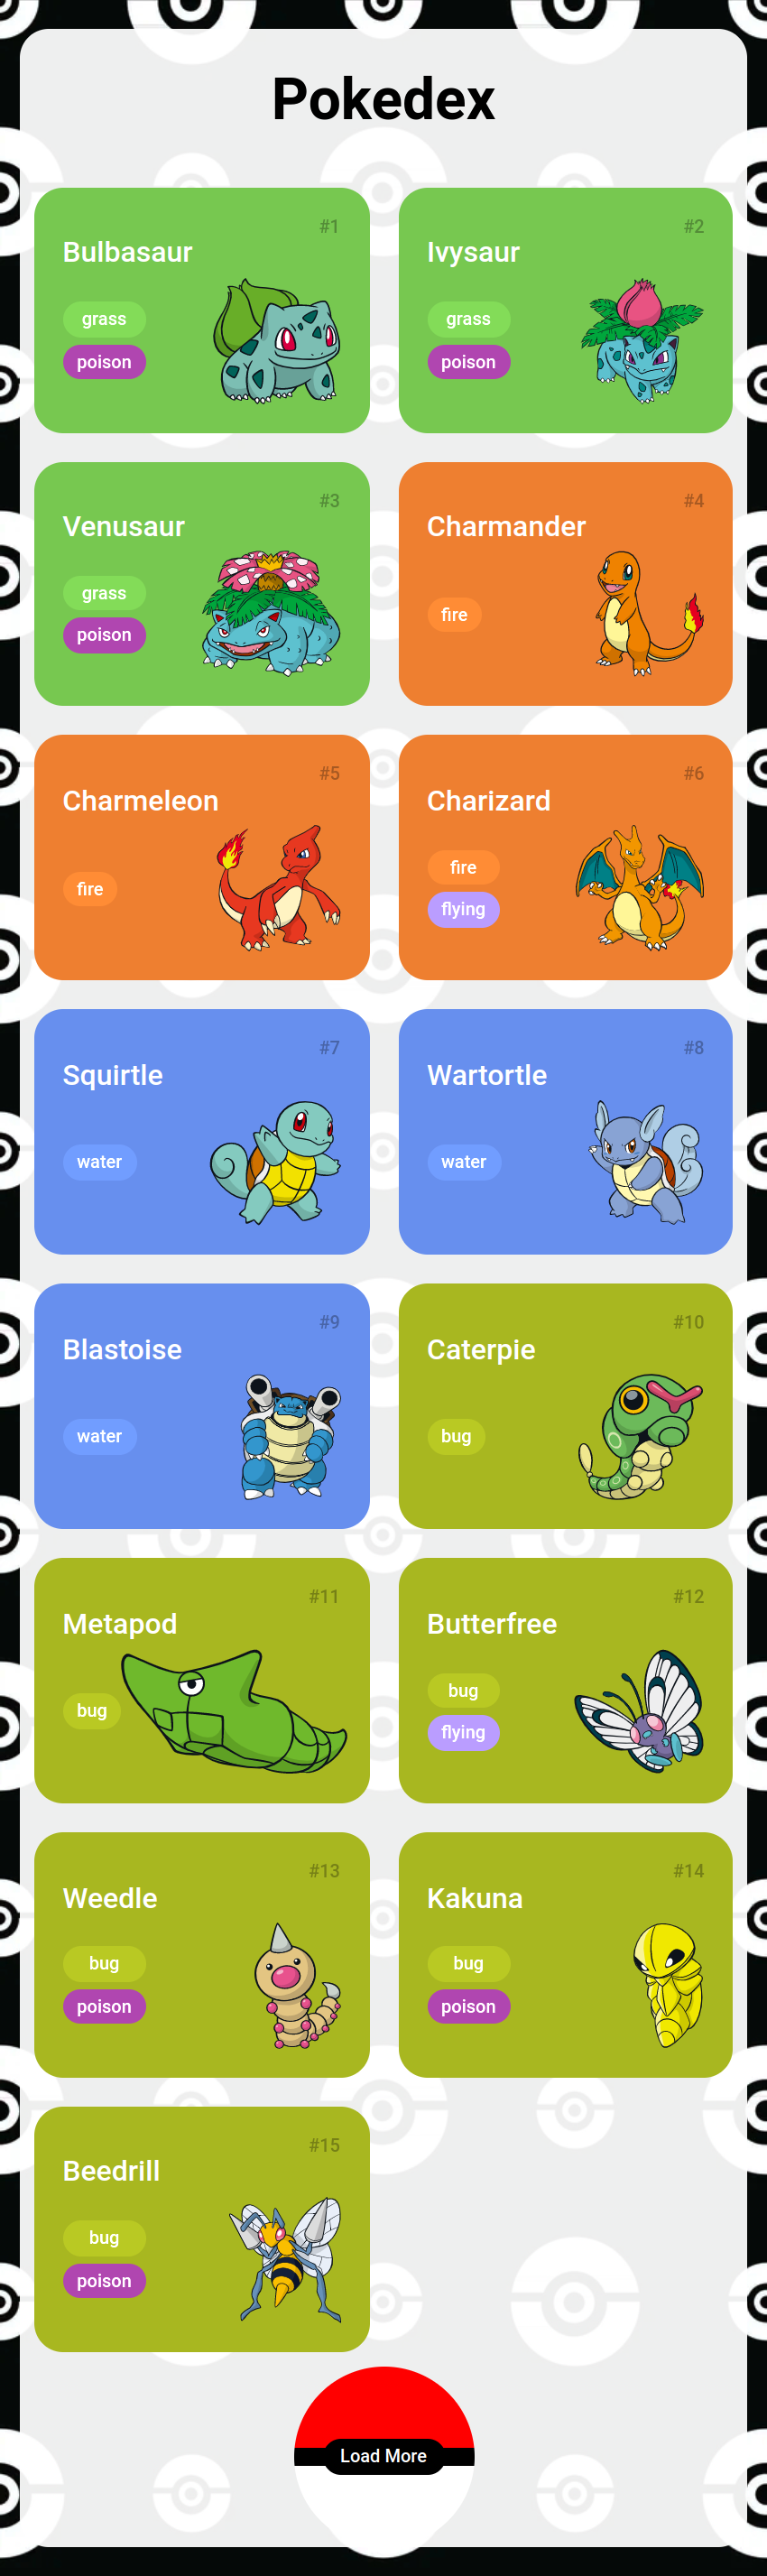 Pokedex
#1
Bulbasaur
grass
poison
#2
Ivysaur
grass
poison
#3
Venusaur
grass
poison
#4
Charmander
fire
#5
Charmeleon
fire
#6
Charizard
fire
flying
#7
Squirtle
water
#8
Wartortle
water
#9
Blastoise
water
#10
Caterpie
bug
#11
Metapod
bug
#12
Butterfree
bug
flying
#13
Weedle
bug
poison
#14
Kakuna
bug
poison
#15
Beedrill
bug
poison
Load More